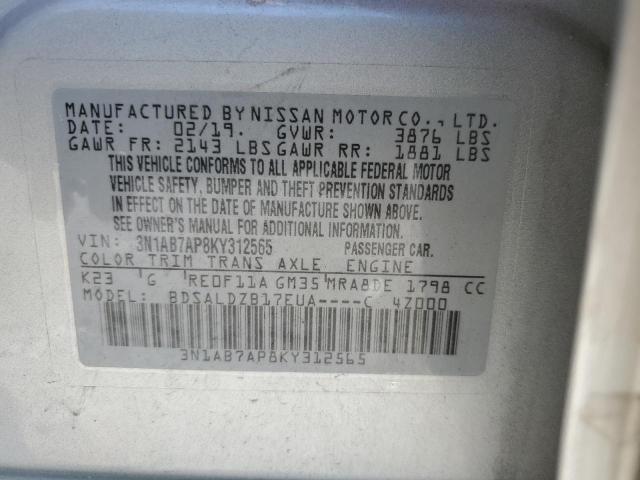 MANUFACTURED BY NISSAN MOTOR CO., LTD.
DATE: 02/19. GVWR: 3876 LBS
GAWR FR: 2143 LBS GAWR RR: 1881 LBS
THIS VEHICLE CONFORMS TO ALL APPLICABLE FEDERAL MOTOR
VEHICLE SAFETY, BUMPER AND THEFT PREVENTION STANDARDS
IN EFFECT ON THE DATE OF MANUFACTURE SHOWN ABOVE.
SEE OWNER'S MANUAL FOR MORE INFORMATION.
VIN: 3N1AB7AP8KY312565 PASSENGER CAR.
COLOR TRIM TRANS AXLE ENGINE
K23 G RE0F11A GM35 MRA8DE 1798 CC
MODEL: BDSALDZB17EUA----C 4Z000
3N1AB7AP8KY312565